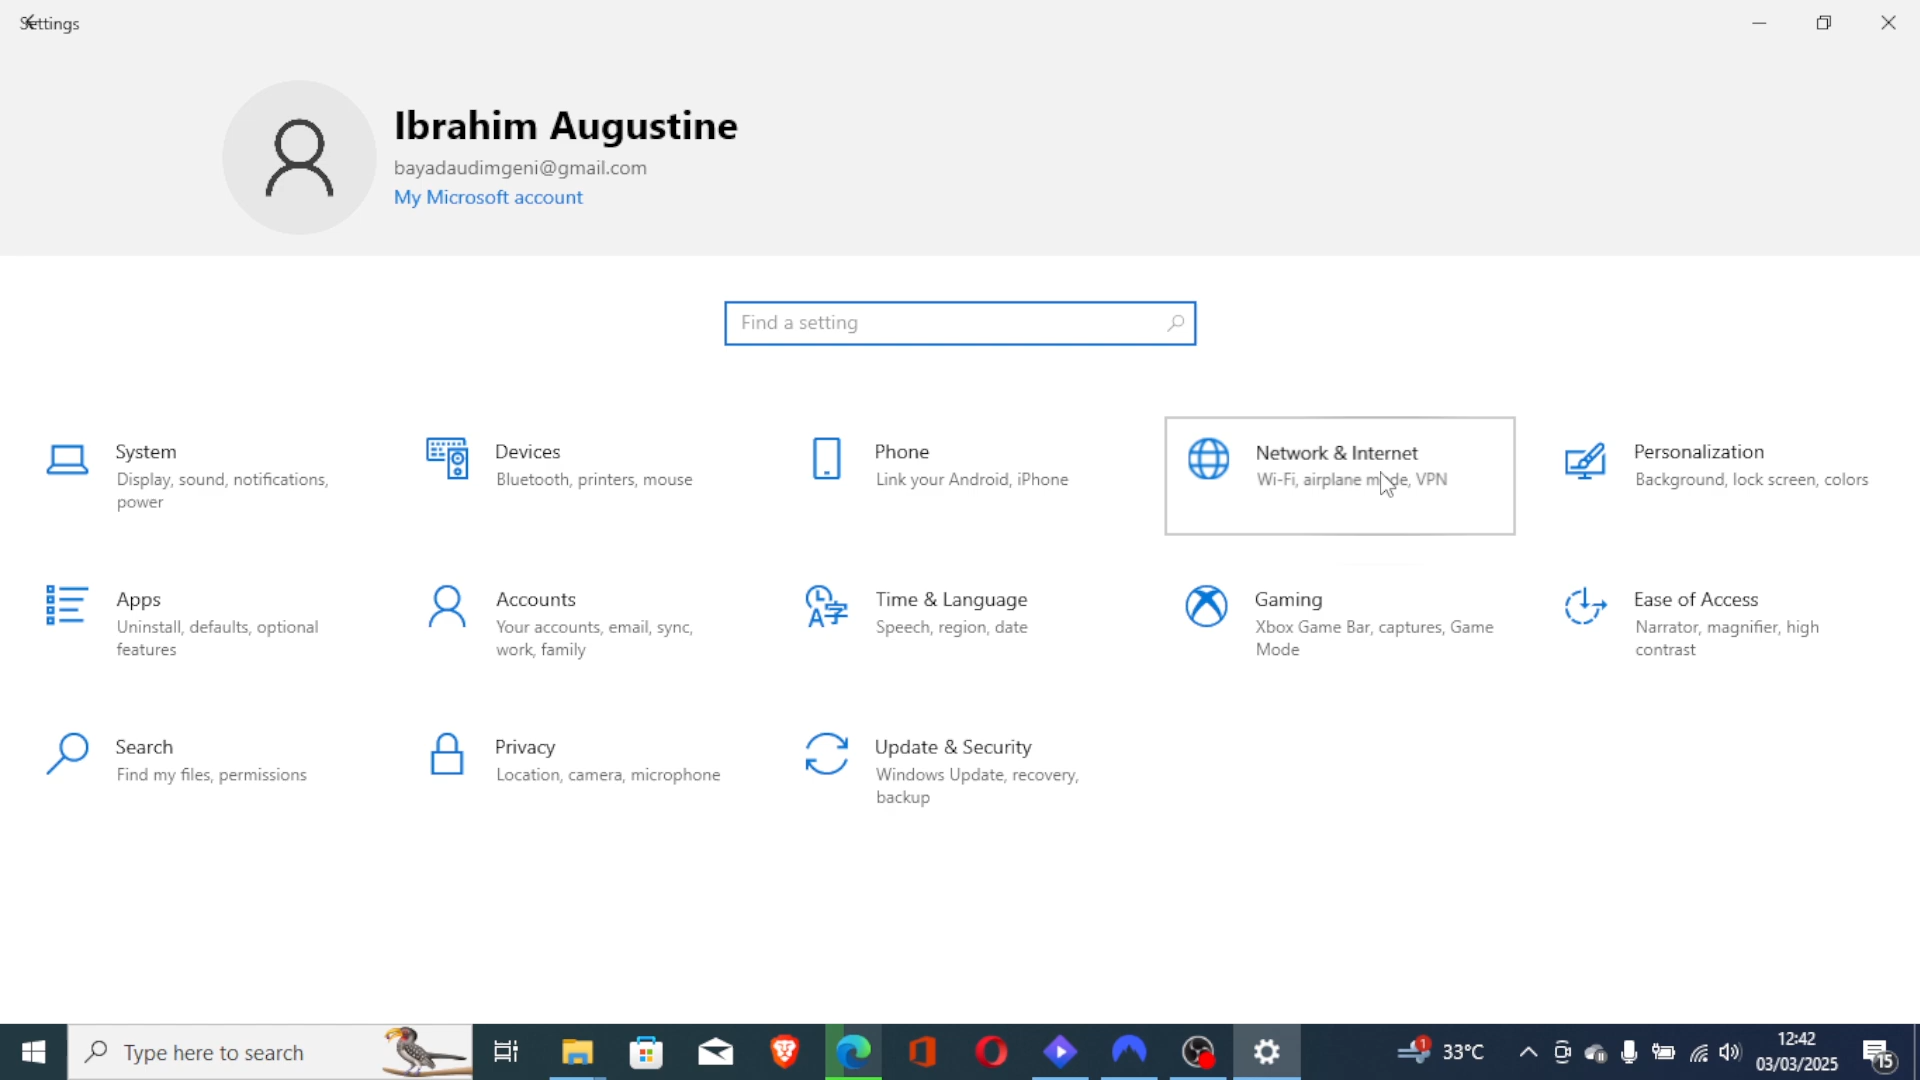 Settings
Ibrahim Augustine
bayadaudimgeni@gmail.com
My Microsoft account
Find a setting
System
Display, sound, notifications,
power
Devices
Bluetooth, printers, mouse
Phone
Link your Android, iPhone
Network & Internet
Wi-Fi, airplane mode, VPN
Personalization
Background, lock screen, colors
Apps
Uninstall, defaults, optional
features
Accounts
Your accounts, email, sync,
work, family
Time & Language
Speech, region, date
Gaming
Xbox Game Bar, captures, Game
Mode
Ease of Access
Narrator, magnifier, high
contrast
Search
Find my files, permissions
Privacy
Location, camera, microphone
Update & Security
Windows Update, recovery,
backup
Type here to search
1
33°C
12:42
03/03/2025
15